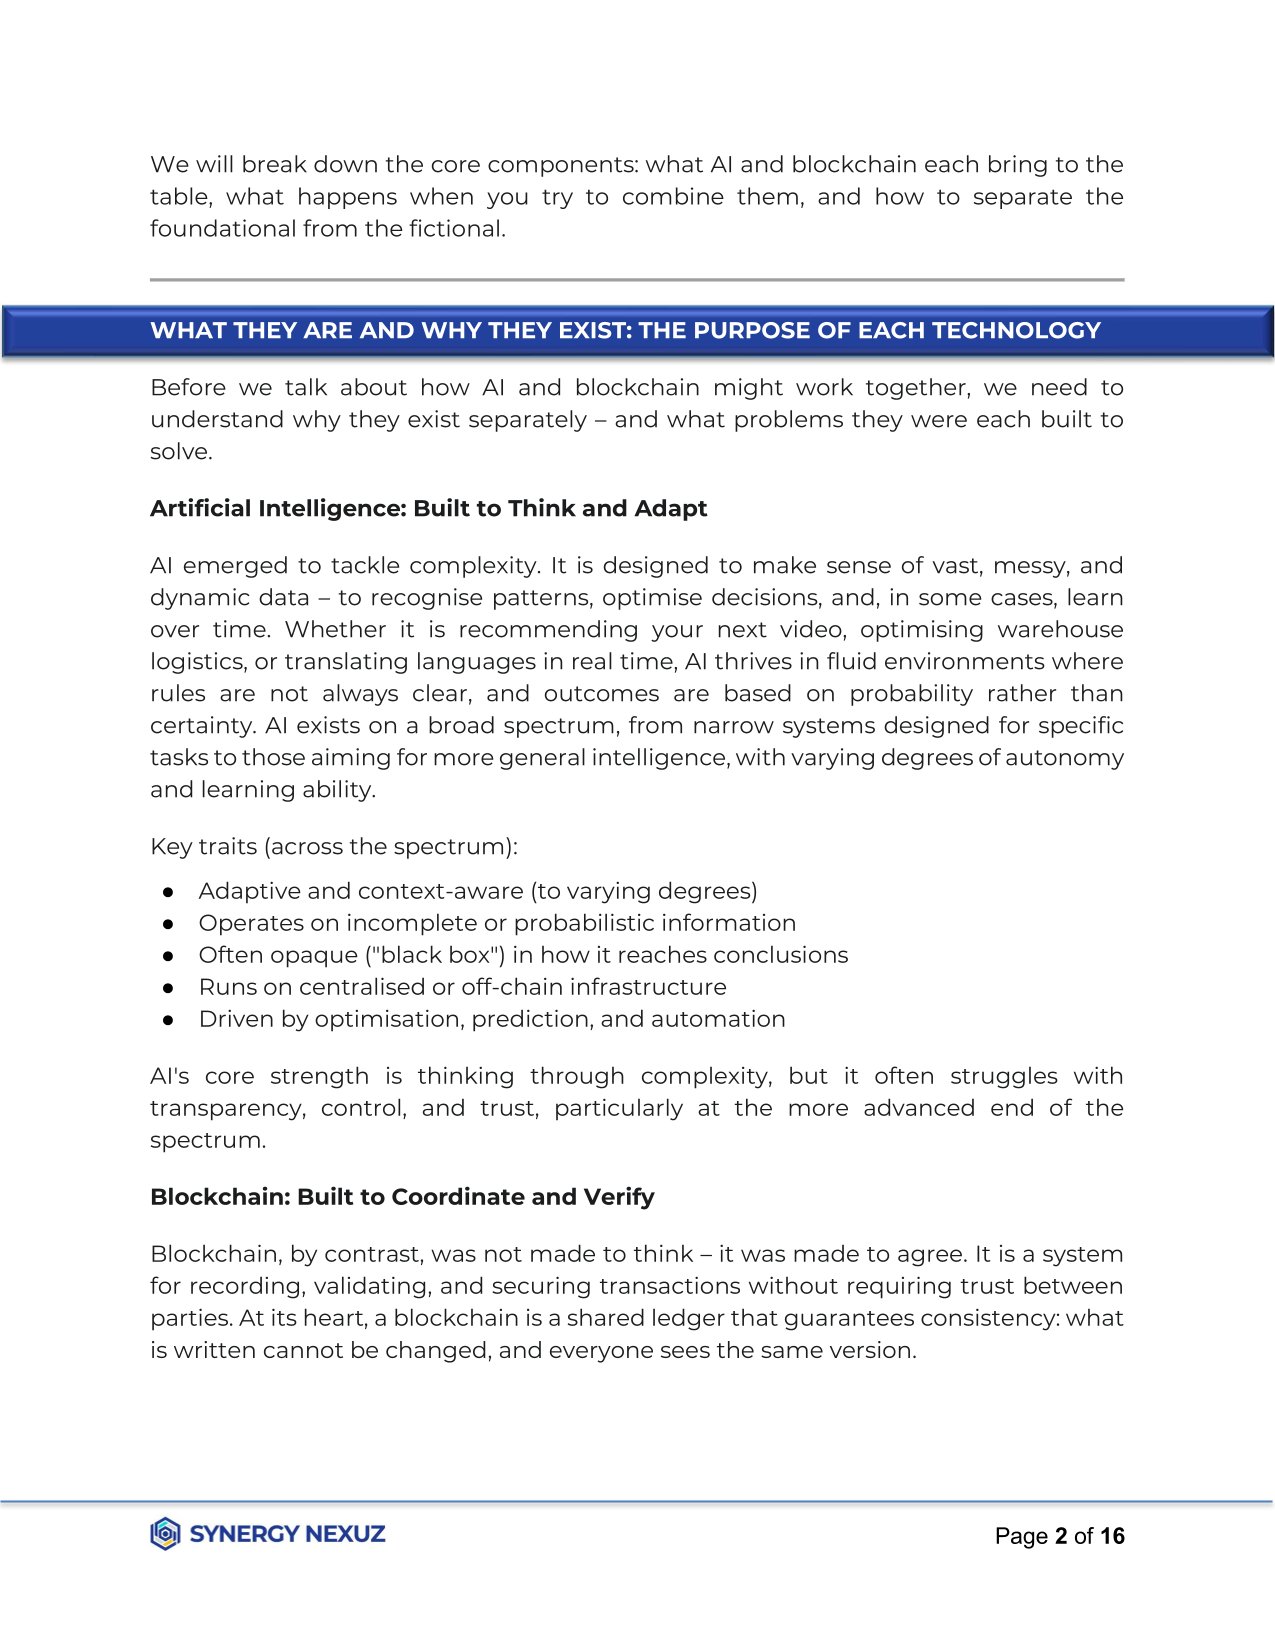 We will break down the core components: what AI and blockchain each bring to the
table, what happens when you try to combine them, and how to separate the
foundational from the fictional.
WHAT THEY ARE AND WHY THEY EXIST: THE PURPOSE OF EACH TECHNOLOGY
Before we talk about how AI and blockchain might work together, we need to
understand why they exist separately – and what problems they were each built to
solve.
Artificial Intelligence: Built to Think and Adapt
AI emerged to tackle complexity. It is designed to make sense of vast, messy, and
dynamic data – to recognise patterns, optimise decisions, and, in some cases, learn
over time. Whether it is recommending your next video, optimising warehouse
logistics, or translating languages in real time, AI thrives in fluid environments where
rules are not always clear, and outcomes are based on probability rather than
certainty. AI exists on a broad spectrum, from narrow systems designed for specific
tasks to those aiming for more general intelligence, with varying degrees of autonomy
and learning ability.
Key traits (across the spectrum):
● Adaptive and context-aware (to varying degrees)
● Operates on incomplete or probabilistic information
● Often opaque ("black box") in how it reaches conclusions
● Runs on centralised or off-chain infrastructure
● Driven by optimisation, prediction, and automation
AI's core strength is thinking through complexity, but it often struggles with
transparency, control, and trust, particularly at the more advanced end of the
spectrum.
Blockchain: Built to Coordinate and Verify
Blockchain, by contrast, was not made to think – it was made to agree. It is a system
for recording, validating, and securing transactions without requiring trust between
parties. At its heart, a blockchain is a shared ledger that guarantees consistency: what
is written cannot be changed, and everyone sees the same version.
SYNERGY NEXUZ
Page 2 of 16